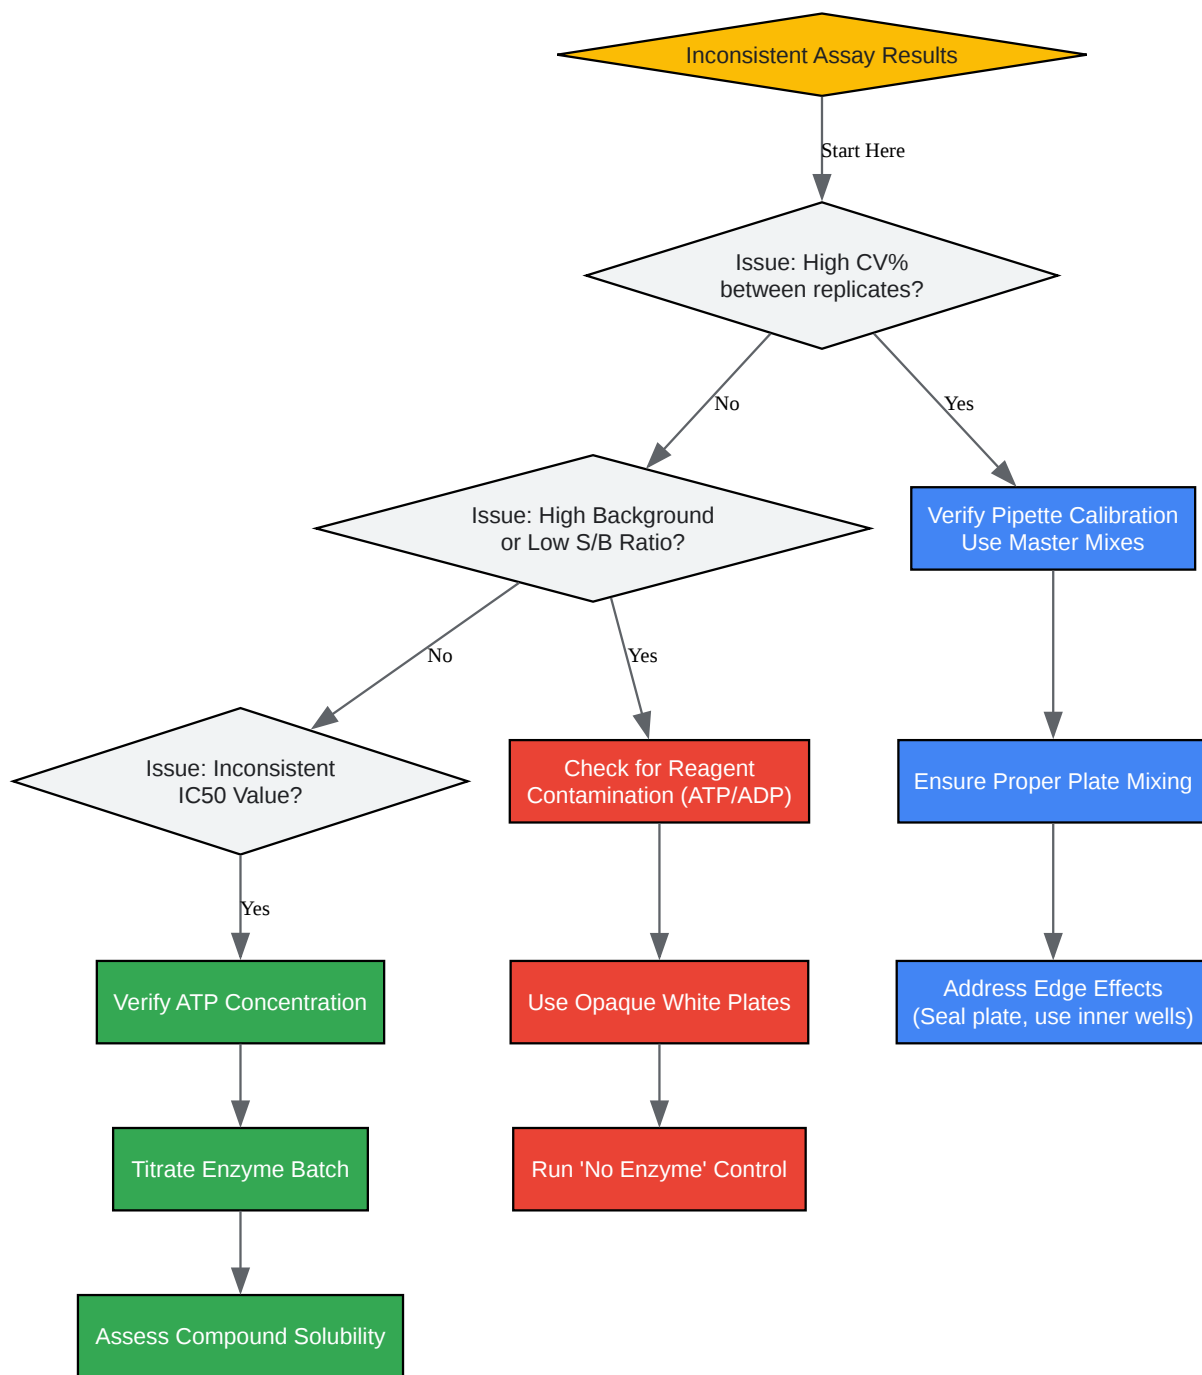 Inconsistent Assay Results
Start Here
Issue: High CV%
between replicates?
No
Yes
Issue: High Background
or Low S/B Ratio?
Verify Pipette Calibration
Use Master Mixes
No
Yes
Issue: Inconsistent
IC50 Value?
Check for Reagent
Contamination (ATP/ADP)
Ensure Proper Plate Mixing
Yes
Verify ATP Concentration
Use Opaque White Plates
Address Edge Effects
(Seal plate, use inner wells)
Titrate Enzyme Batch
Run 'No Enzyme' Control
Assess Compound Solubility